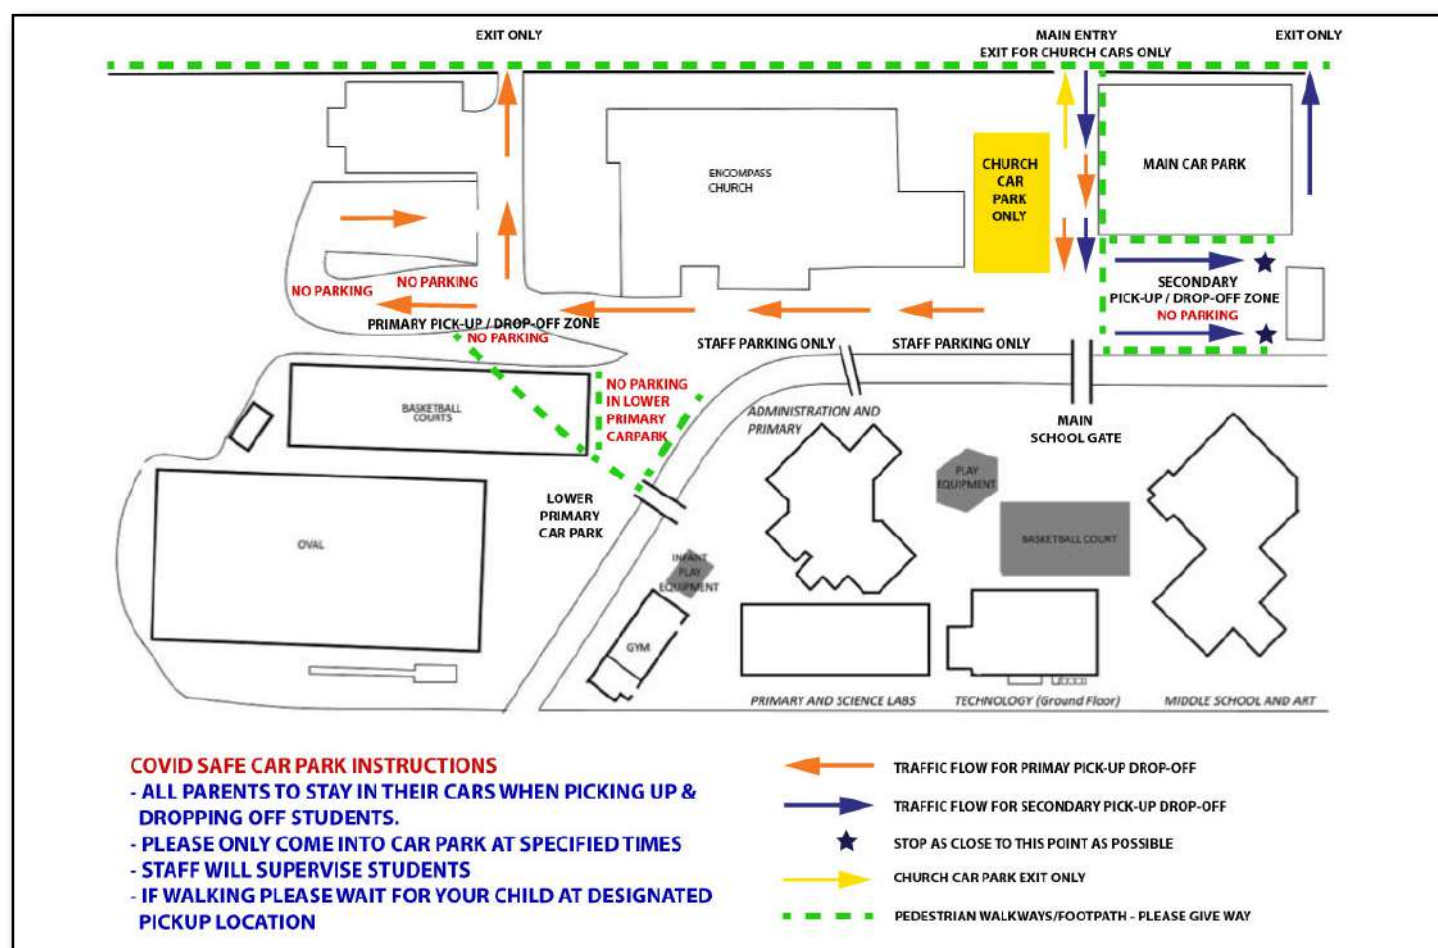 EXIT ONLY
MAIN ENTRY
EXIT FOR CHURCH CARS ONLY
EXIT ONLY
ENCOMPASS
CHURCH
CHURCH
CAR
PARK
ONLY
MAIN CAR PARK
NO PARKING
NO PARKING
PRIMARY PICK-UP / DROP-OFF ZONE
NO PARKING
SECONDARY
PICK-UP / DROP-OFF ZONE
NO PARKING
STAFF PARKING ONLY
STAFF PARKING ONLY
BASKETBALL
COURTS
NO PARKING
IN LOWER
PRIMARY
CARPARK
ADMINISTRATION AND
PRIMARY
MAIN
SCHOOL GATE
PLAY
EQUIPMENT
LOWER
PRIMARY
CAR PARK
OVAL
BASKETBALL COURT
INFANT
PLAY
EQUIPMENT
GYM
PRIMARY AND SCIENCE LABS
TECHNOLOGY (Ground Floor)
MIDDLE SCHOOL AND ART
COVID SAFE CAR PARK INSTRUCTIONS
- ALL PARENTS TO STAY IN THEIR CARS WHEN PICKING UP &
DROPPING OFF STUDENTS.
- PLEASE ONLY COME INTO CAR PARK AT SPECIFIED TIMES
- STAFF WILL SUPERVISE STUDENTS
- IF WALKING PLEASE WAIT FOR YOUR CHILD AT DESIGNATED
PICKUP LOCATION
TRAFFIC FLOW FOR PRIMAY PICK-UP DROP-OFF
TRAFFIC FLOW FOR SECONDARY PICK-UP DROP-OFF
STOP AS CLOSE TO THIS POINT AS POSSIBLE
CHURCH CAR PARK EXIT ONLY
PEDESTRIAN WALKWAYS/FOOTPATH - PLEASE GIVE WAY